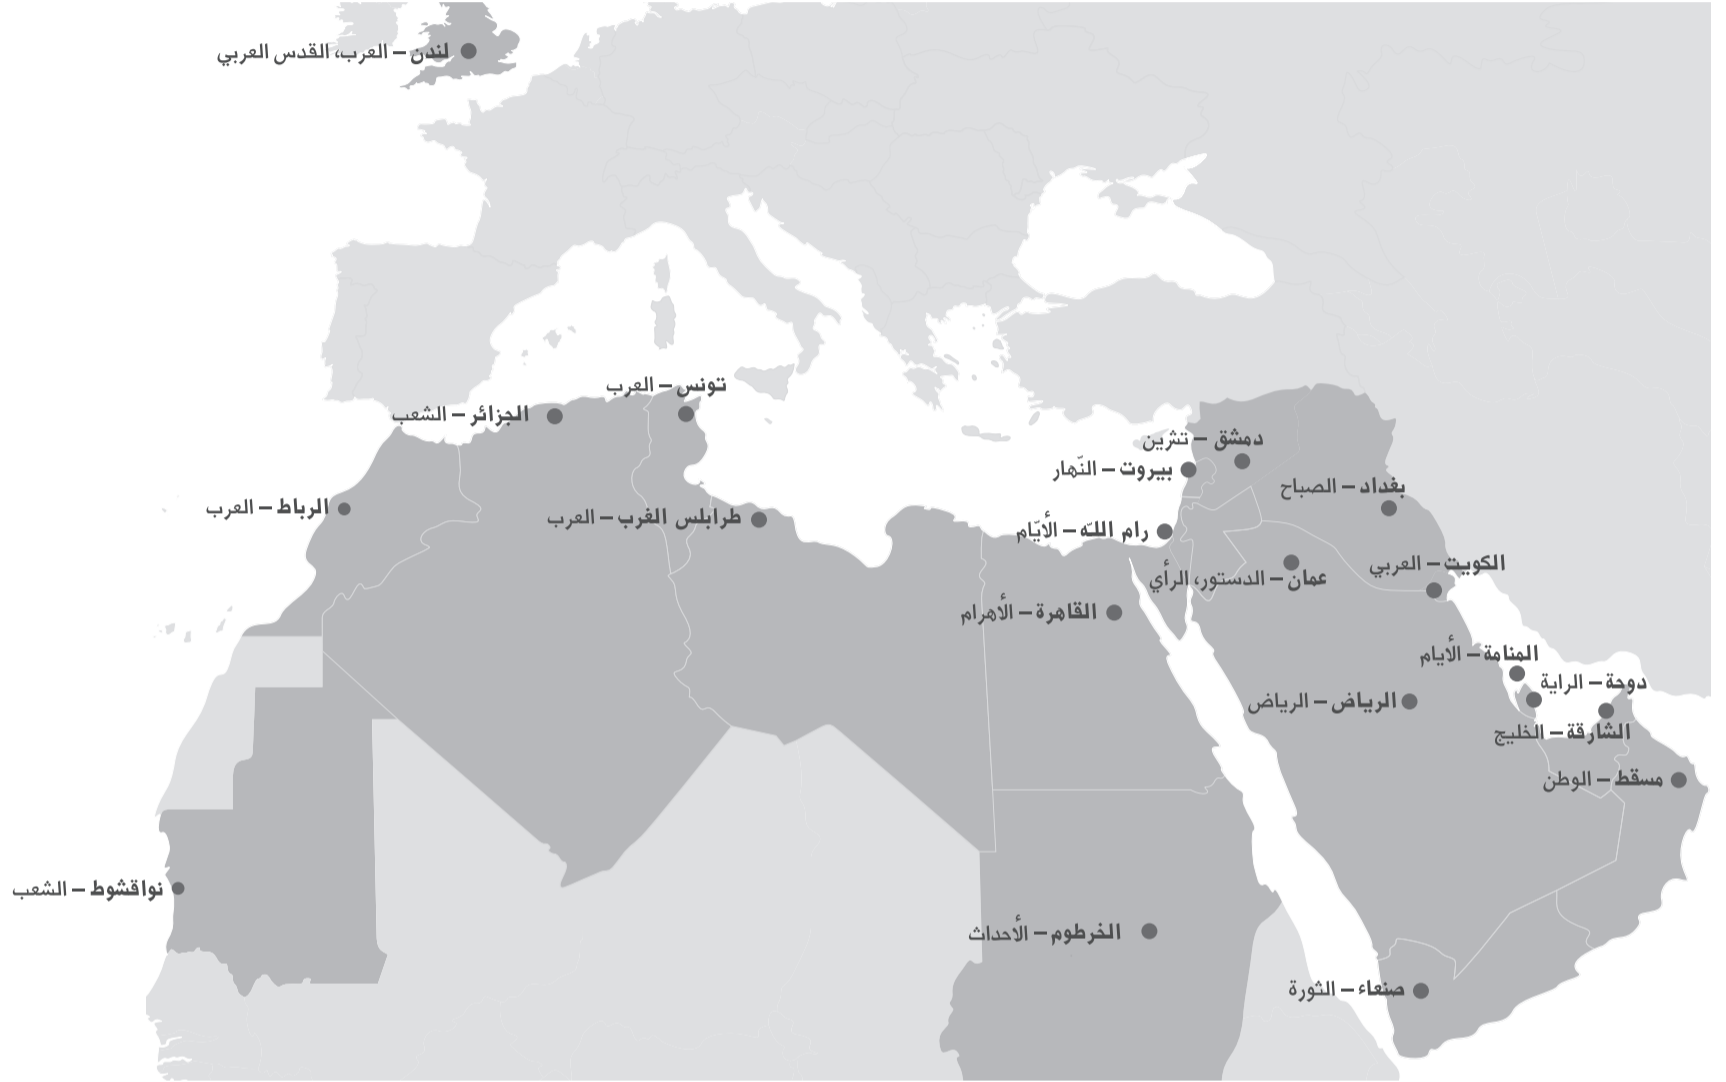 لندن – العرب، القدس العربي
تونس – العرب
الجزائر – الشعب
دمشق – تشرين
بيروت – النّهار
بغداد – الصباح
الرباط – العرب
طرابلس الغرب – العرب
رام اللّه – الأيّام
الكويت – العربي
عمان – الدستور، الرأي
القاهرة – الأهرام
المنامة – الأيام
دوحة – الراية
الرياض – الرياض
الشارقة – الخليج
مسقط – الوطن
نواقشوط – الشعب
الخرطوم – الأحداث
صنعاء – الثورة